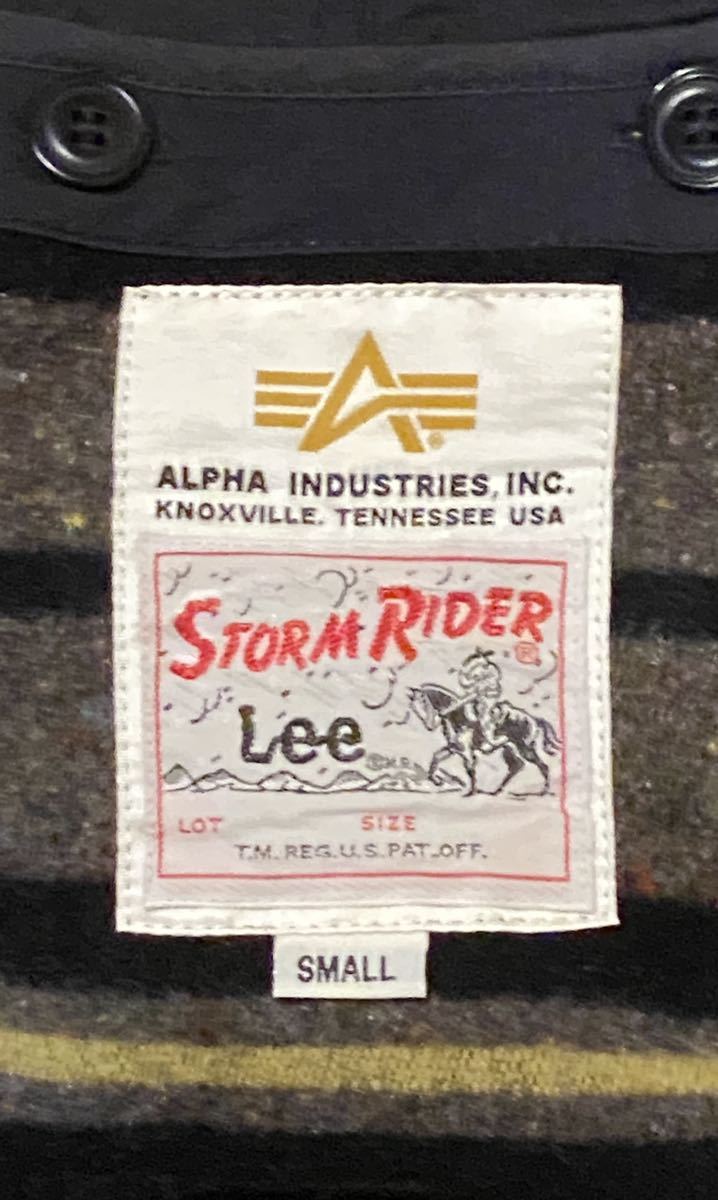 ALPHA INDUSTRIES, INC.
KNOXVILLE, TENNESSEE USA
STORM RIDER ®
Lee ® M.R.
LOT SIZE
T.M. REG. U.S. PAT. OFF.
SMALL